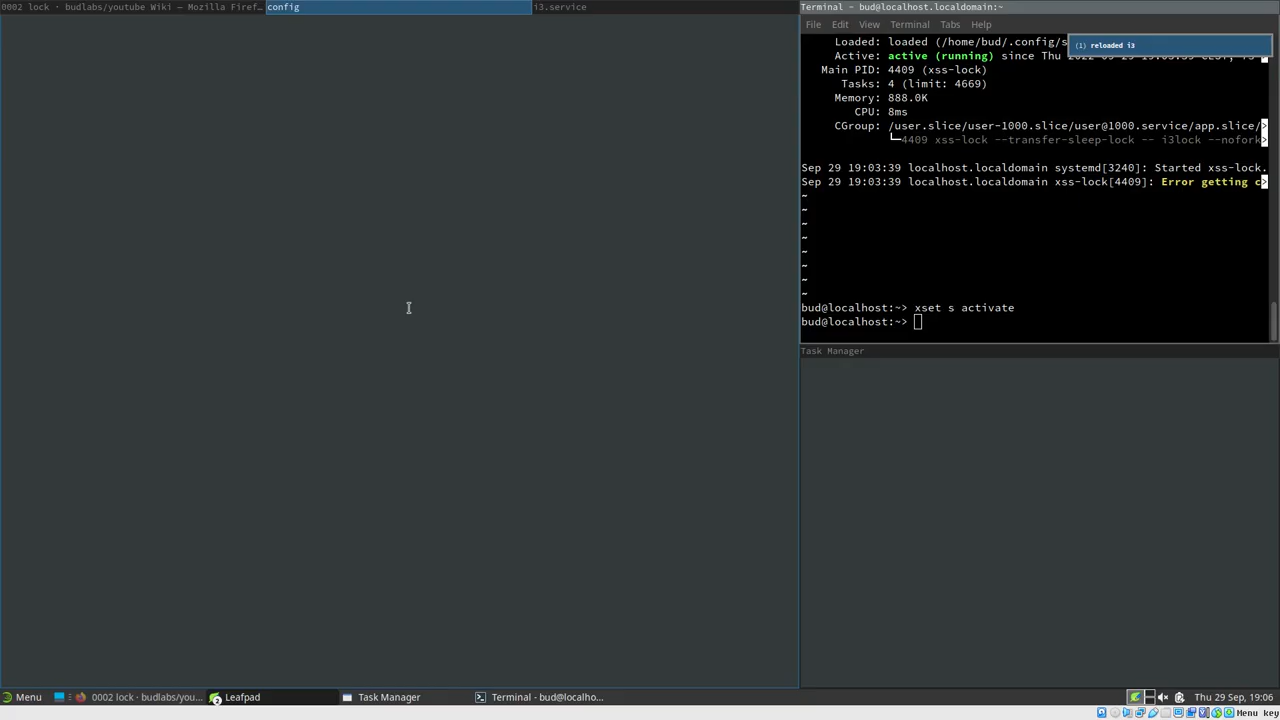 0002 lock · budlabs/youtube Wiki — Mozilla Firef…
config
i3.service
Terminal - bud@localhost.localdomain:~
File Edit View Terminal Tabs Help
(1) reloaded i3
Loaded: loaded (/home/bud/.config/s
Active: active (running) since Thu
Main PID: 4409 (xss-lock)
Tasks: 4 (limit: 4669)
Memory: 888.0K
CPU: 8ms
CGroup: /user.slice/user-1000.slice/user@1000.service/app.slice/>
└─4409 xss-lock --transfer-sleep-lock -- i3lock --nofork>
Sep 29 19:03:39 localhost.localdomain systemd[3240]: Started xss-lock.
Sep 29 19:03:39 localhost.localdomain xss-lock[4409]: Error getting c>
~
~
~
~
~
~
~
~
bud@localhost:~> xset s activate
bud@localhost:~>
Task Manager
Menu
0002 lock · budlabs/you…
2
Leafpad
Task Manager
Terminal - bud@localho…
Thu 29 Sep, 19:06
Menu key